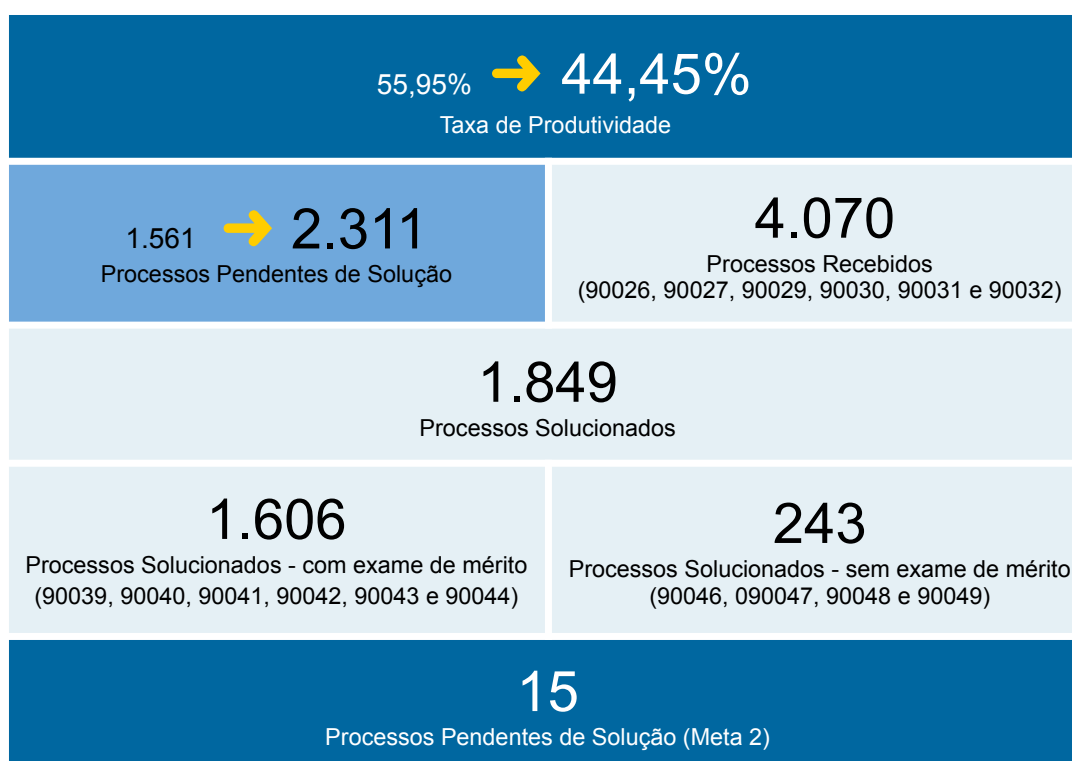 55,95% ➔ 44,45%
Taxa de Produtividade
1.561 ➔ 2.311
Processos Pendentes de Solução
4.070
Processos Recebidos
(90026, 90027, 90029, 90030, 90031 e 90032)
1.849
Processos Solucionados
1.606
Processos Solucionados - com exame de mérito
(90039, 90040, 90041, 90042, 90043 e 90044)
243
Processos Solucionados - sem exame de mérito
(90046, 090047, 90048 e 90049)
15
Processos Pendentes de Solução (Meta 2)